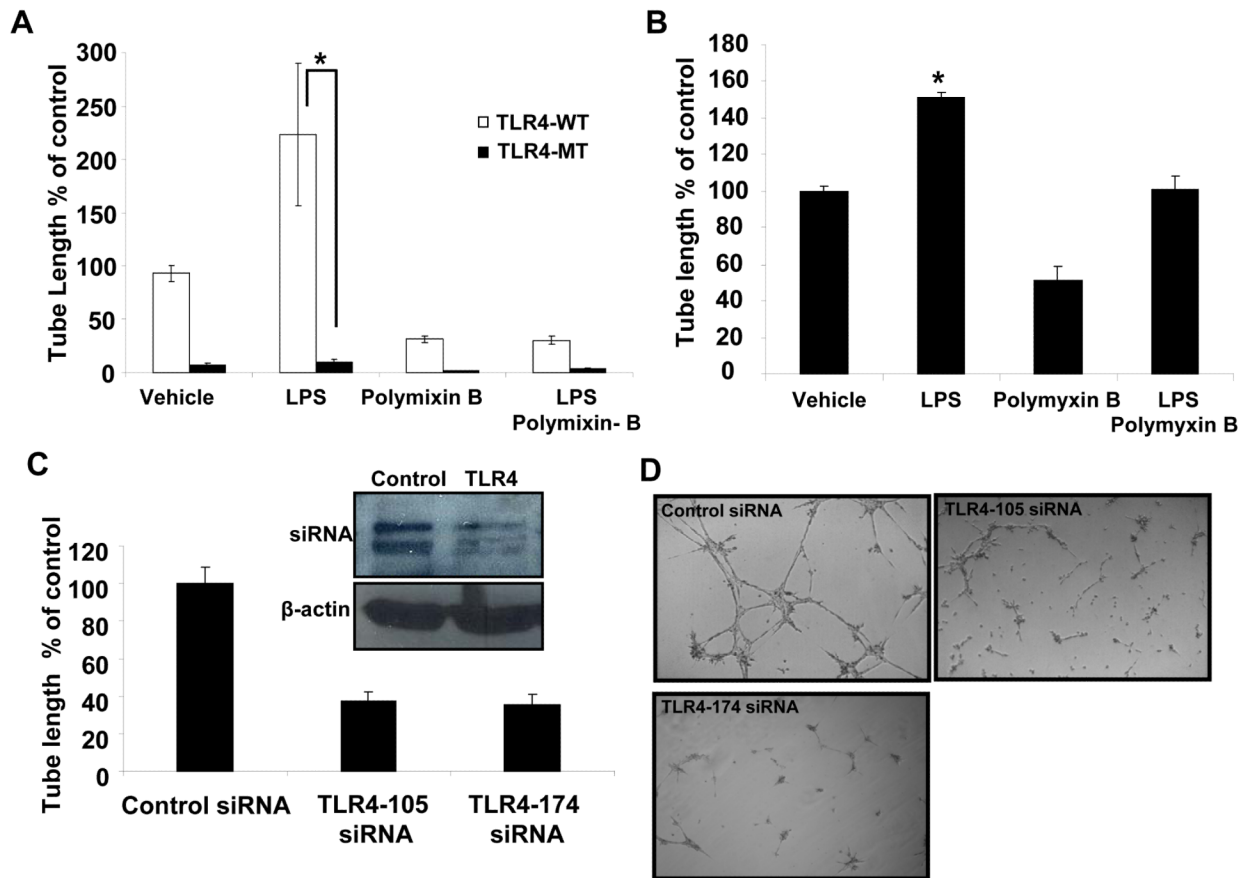 A
Tube Length % of control
300
250
200
150
100
50
0
*
TLR4-WT
TLR4-MT
Vehicle
LPS
Polymixin B
LPS
Polymixin- B
B
Tube length % of control
180
160
140
120
100
80
60
40
20
0
*
Vehicle
LPS
Polymyxin B
LPS
Polymyxin B
C
Control TLR4
siRNA
β-actin
Tube length % of control
120
100
80
60
40
20
0
Control siRNA
TLR4-105
siRNA
TLR4-174
siRNA
D
Control siRNA
TLR4-105 siRNA
TLR4-174 siRNA